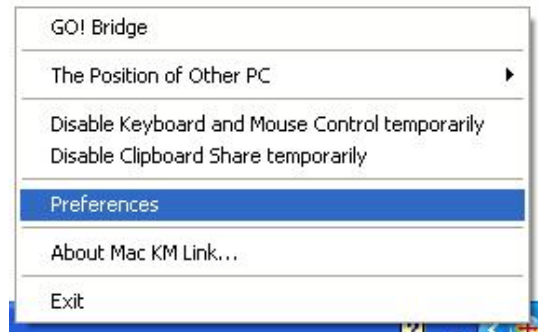 GO! Bridge
The Position of Other PC
Disable Keyboard and Mouse Control temporarily
Disable Clipboard Share temporarily
Preferences
About Mac KM Link...
Exit